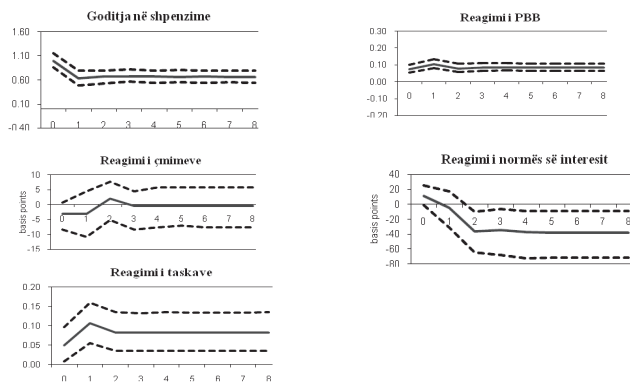 Goditja në shpenzime
1.60
1.10
0.60
0.10
-0.40
0 1 2 3 4 5 6 7 8
Reagimi i PBB
0.30
0.20
0.10
0.00
-0.10
-0.20
0 1 2 3 4 5 6 7 8
Reagimi i çmimeve
basis points
10
5
0
-5
-10
-15
0 1 2 3 4 5 6 7 8
Reagimi i normës së interesit
basis points
40
20
0
-20
-40
-60
-80
0 1 2 3 4 5 6 7 8
Reagimi i taskave
0.20
0.15
0.10
0.05
0.00
0 1 2 3 4 5 6 7 8